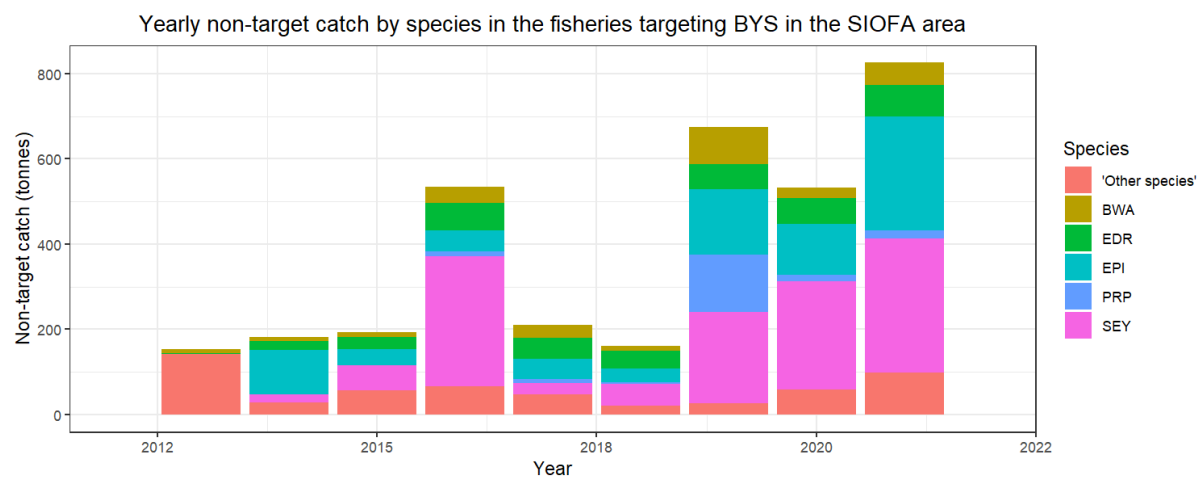 Yearly non-target catch by species in the fisheries targeting BYS in the SIOFA area
Non-target catch (tonnes)
800
600
400
200
0
2012
2015
2018
2020
2022
Year
Species
'Other species'
BWA
EDR
EPI
PRP
SEY